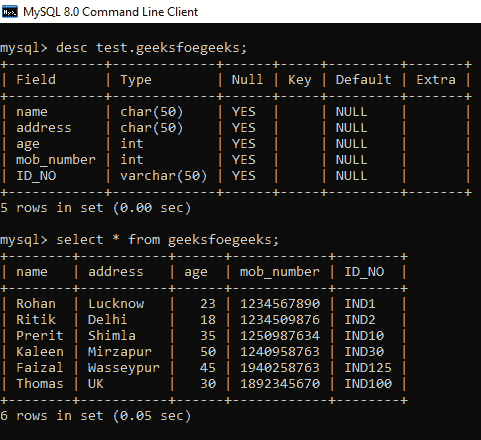 MySQL 8.0 Command Line Client
mysql> desc test.geeksfoegeeks;
+------------+-------------+------+-----+---------+-------+
| Field      | Type        | Null | Key | Default | Extra |
+------------+-------------+------+-----+---------+-------+
| name       | char(50)    | YES  |     | NULL    |       |
| address    | char(50)    | YES  |     | NULL    |       |
| age        | int         | YES  |     | NULL    |       |
| mob_number | int         | YES  |     | NULL    |       |
| ID_NO      | varchar(50) | YES  |     | NULL    |       |
+------------+-------------+------+-----+---------+-------+
5 rows in set (0.00 sec)
mysql> select * from geeksfoegeeks;
+--------+-----------+------+------------+--------+
| name   | address   | age  | mob_number | ID_NO  |
+--------+-----------+------+------------+--------+
| Rohan  | Lucknow   |   23 | 1234567890 | IND1   |
| Ritik  | Delhi     |   18 | 1234509876 | IND2   |
| Prerit | Shimla    |   35 | 1250987634 | IND10  |
| Kaleen | Mirzapur  |   50 | 1240958763 | IND30  |
| Faizal | Wasseypur |   45 | 1940258763 | IND125 |
| Thomas | UK        |   30 | 1892345670 | IND100 |
+--------+-----------+------+------------+--------+
6 rows in set (0.05 sec)